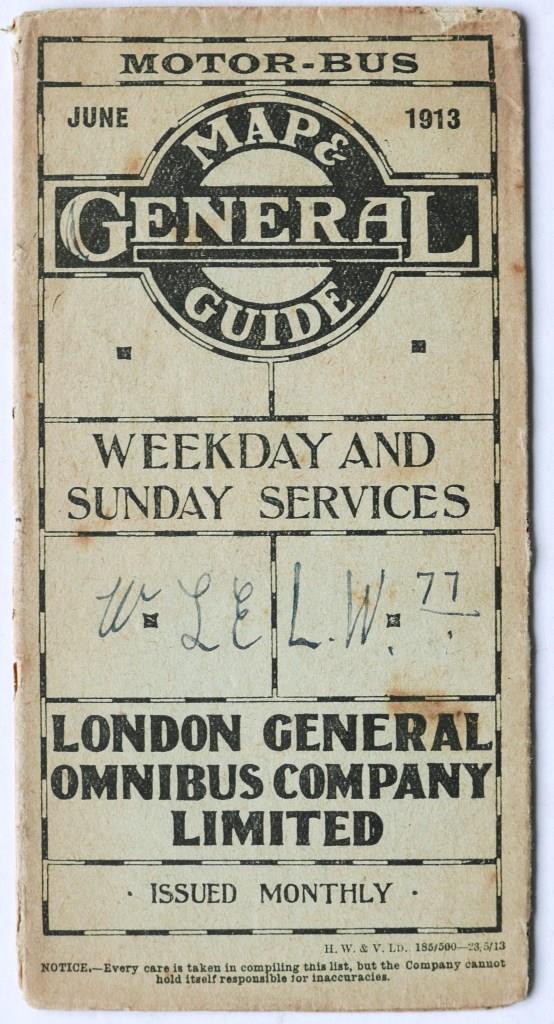 MOTOR-BUS
JUNE 1913
MAP &
GENERAL
GUIDE
WEEKDAY AND
SUNDAY SERVICES
W. L E L. W. 77
LONDON GENERAL
OMNIBUS COMPANY
LIMITED
· ISSUED MONTHLY ·
H. W. & V. LD. 185/500—23/5/13
NOTICE.—Every care is taken in compiling this list, but the Company cannot
hold itself responsible for inaccuracies.